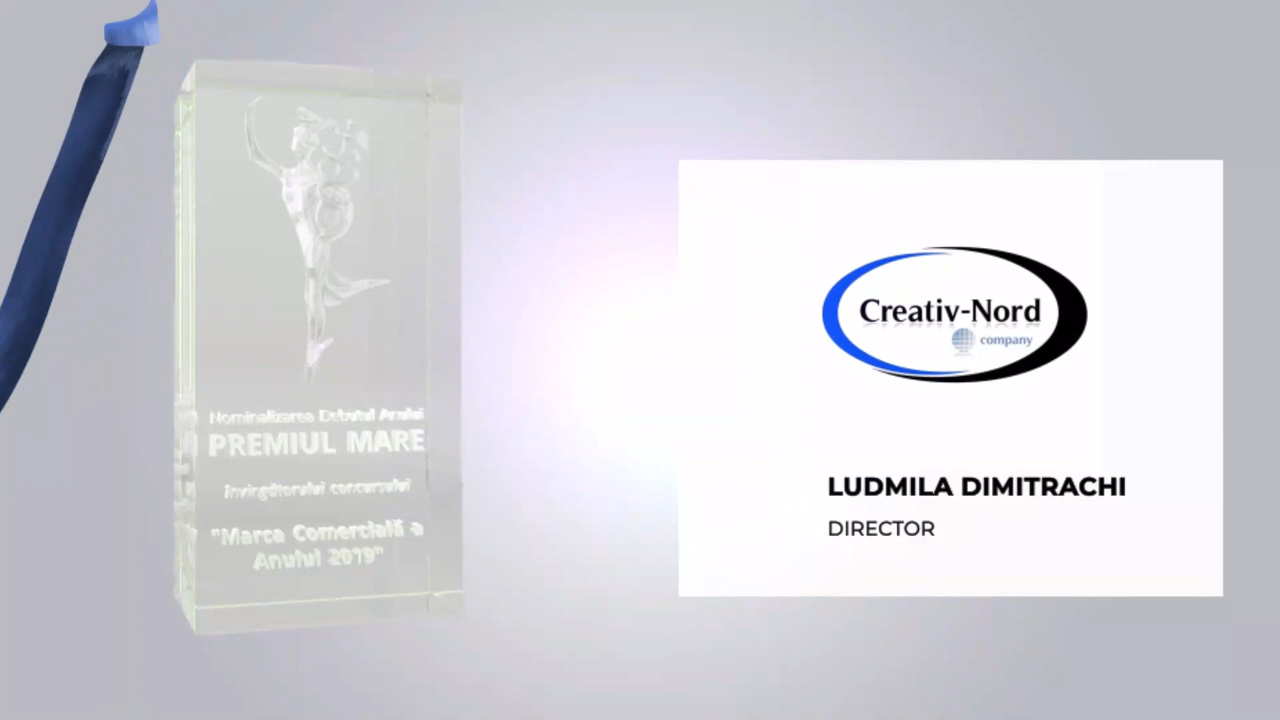 Nominalizarea Debutul Anului
PREMIUL MARE
învingătorului concursului
"Marca Comercială a
Anului 2019"
Creativ-Nord
company
LUDMILA DIMITRACHI
DIRECTOR